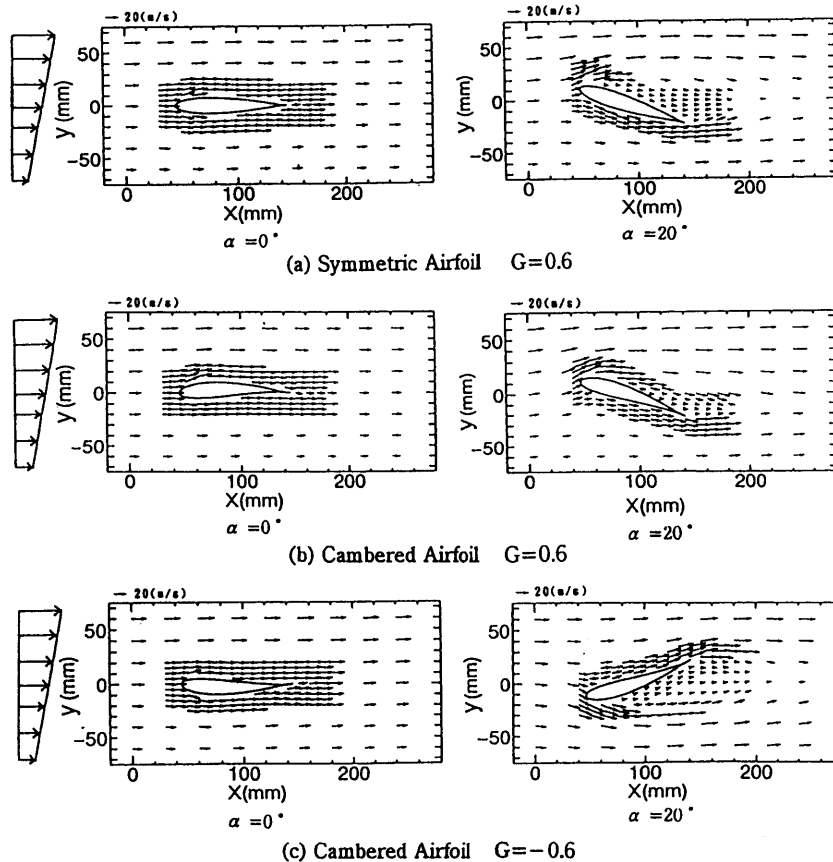 → 20(m/s)
→ 20(m/s)
50
0
−50
y (mm)
50
0
−50
y (mm)
0 100 200
0 100 200
X(mm)
X(mm)
α =0°
α =20°
(a) Symmetric Airfoil G=0.6
→ 20(m/s)
→ 20(m/s)
50
0
−50
y (mm)
50
0
−50
y (mm)
0 100 200
0 100 200
X(mm)
X(mm)
α =0°
α =20°
(b) Cambered Airfoil G=0.6
→ 20(m/s)
→ 20(m/s)
50
0
−50
y (mm)
50
0
−50
y (mm)
0 100 200
0 100 200
X(mm)
X(mm)
α =0°
α =20°
(c) Cambered Airfoil G=−0.6